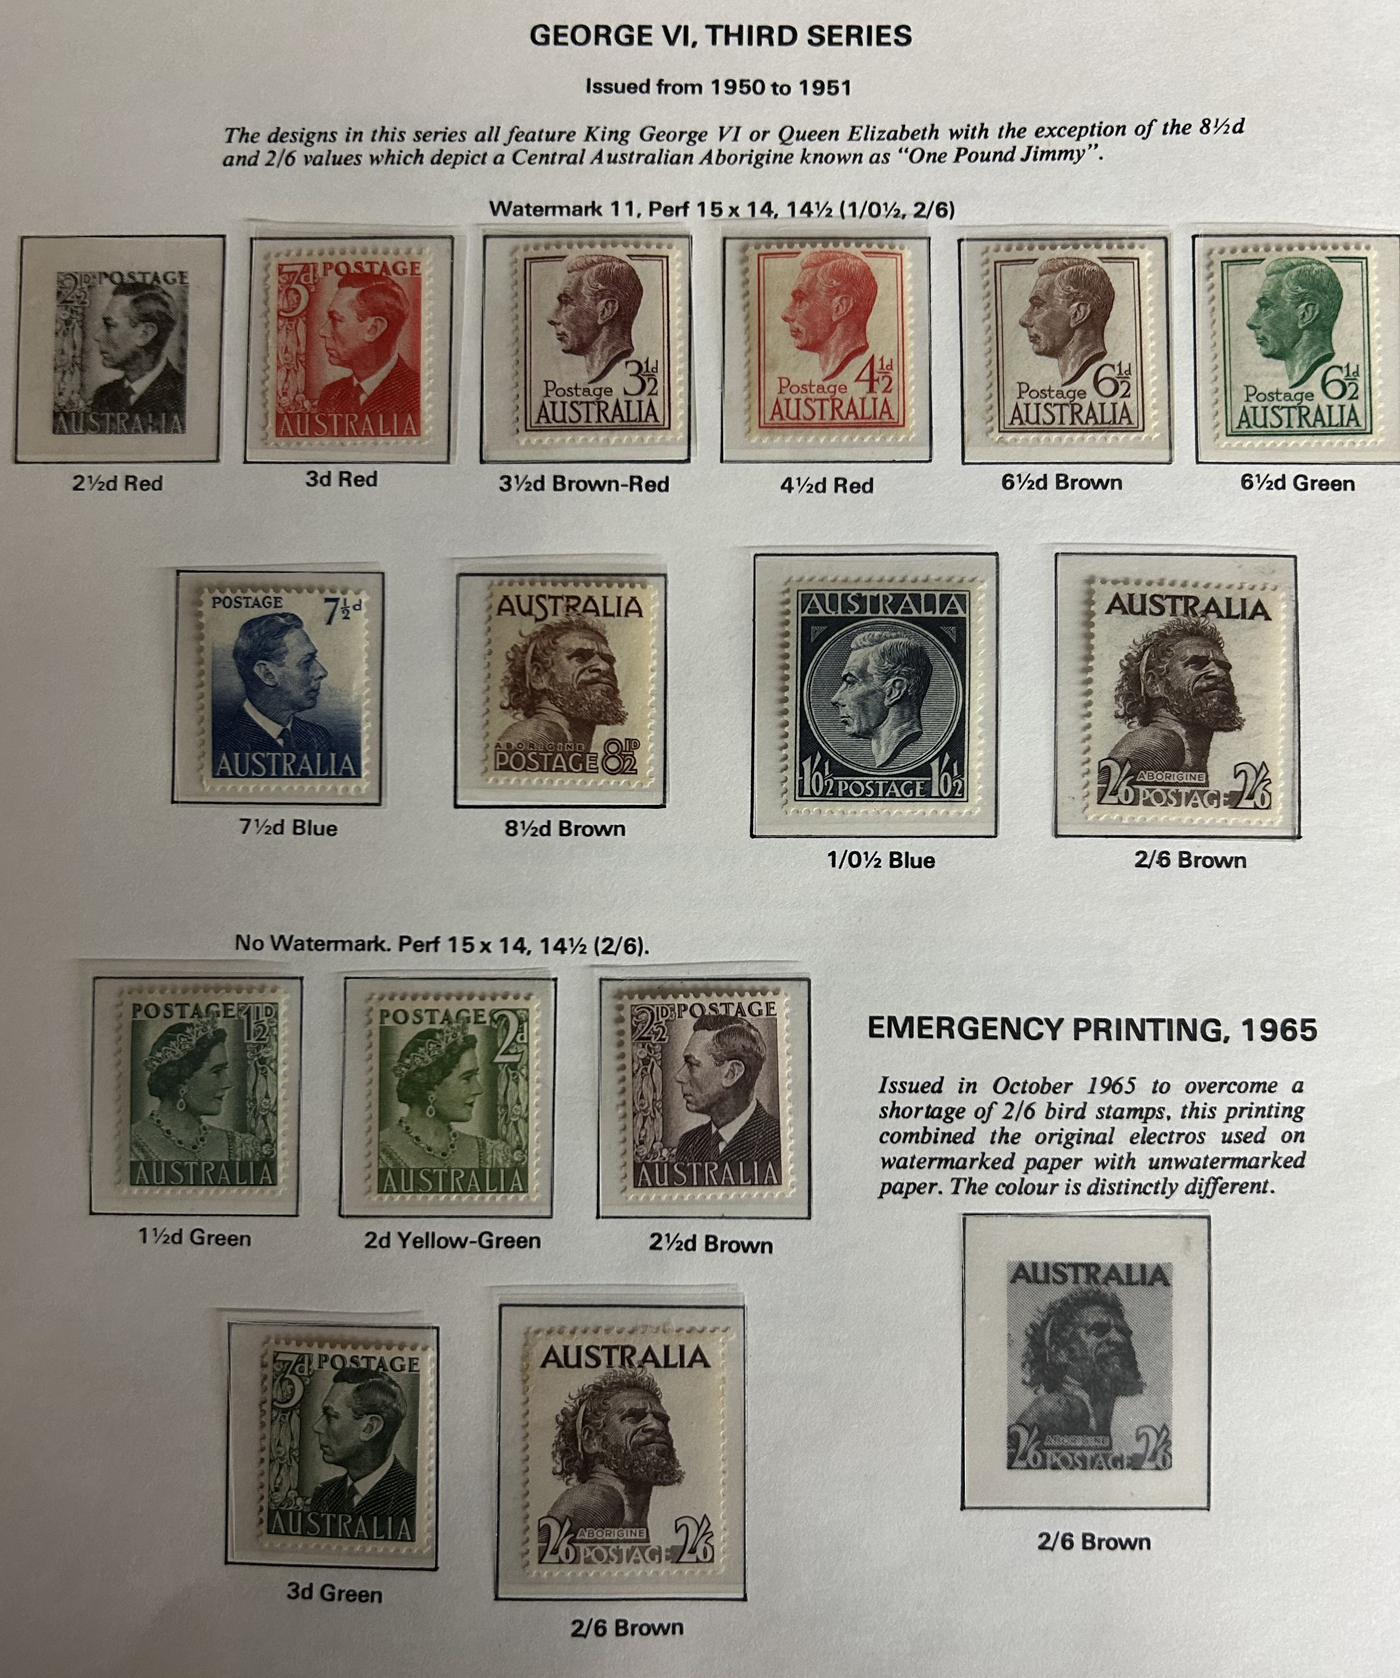 GEORGE VI, THIRD SERIES
Issued from 1950 to 1951
The designs in this series all feature King George VI or Queen Elizabeth with the exception of the 8½d
and 2/6 values which depict a Central Australian Aborigine known as "One Pound Jimmy".
Watermark 11, Perf 15 x 14, 14½ (1/0½, 2/6)
2½D POSTAGE
AUSTRALIA
2½d Red
3d POSTAGE
AUSTRALIA
3d Red
Postage 3½d
AUSTRALIA
3½d Brown-Red
Postage 4½d
AUSTRALIA
4½d Red
Postage 6½d
AUSTRALIA
6½d Brown
Postage 6½d
AUSTRALIA
6½d Green
POSTAGE 7½d
AUSTRALIA
7½d Blue
AUSTRALIA
ABORIGINE
POSTAGE 8½D
8½d Brown
AUSTRALIA
1'0½ POSTAGE 1'0½
1/0½ Blue
AUSTRALIA
ABORIGINE
2/6 POSTAGE 2/6
2/6 Brown
No Watermark. Perf 15 x 14, 14½ (2/6).
POSTAGE 1½D
AUSTRALIA
1½d Green
POSTAGE 2d
AUSTRALIA
2d Yellow-Green
2½D POSTAGE
AUSTRALIA
2½d Brown
EMERGENCY PRINTING, 1965
Issued in October 1965 to overcome a
shortage of 2/6 bird stamps, this printing
combined the original electros used on
watermarked paper with unwatermarked
paper. The colour is distinctly different.
3d POSTAGE
AUSTRALIA
3d Green
AUSTRALIA
ABORIGINE
2/6 POSTAGE 2/6
2/6 Brown
AUSTRALIA
ABORIGINE
2/6 POSTAGE 2/6
2/6 Brown